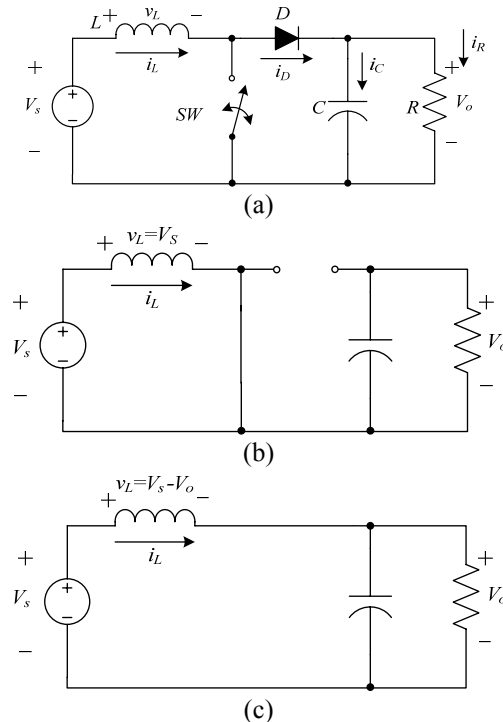 L + v_L - D i_R
+ i_L i_D i_C +
V_s SW C R V_o
- -
(a)
v_L=V_S
+ -
+ i_L +
V_s V_o
- -
(b)
v_L=V_s-V_o
+ -
+ i_L +
V_s V_o
- -
(c)